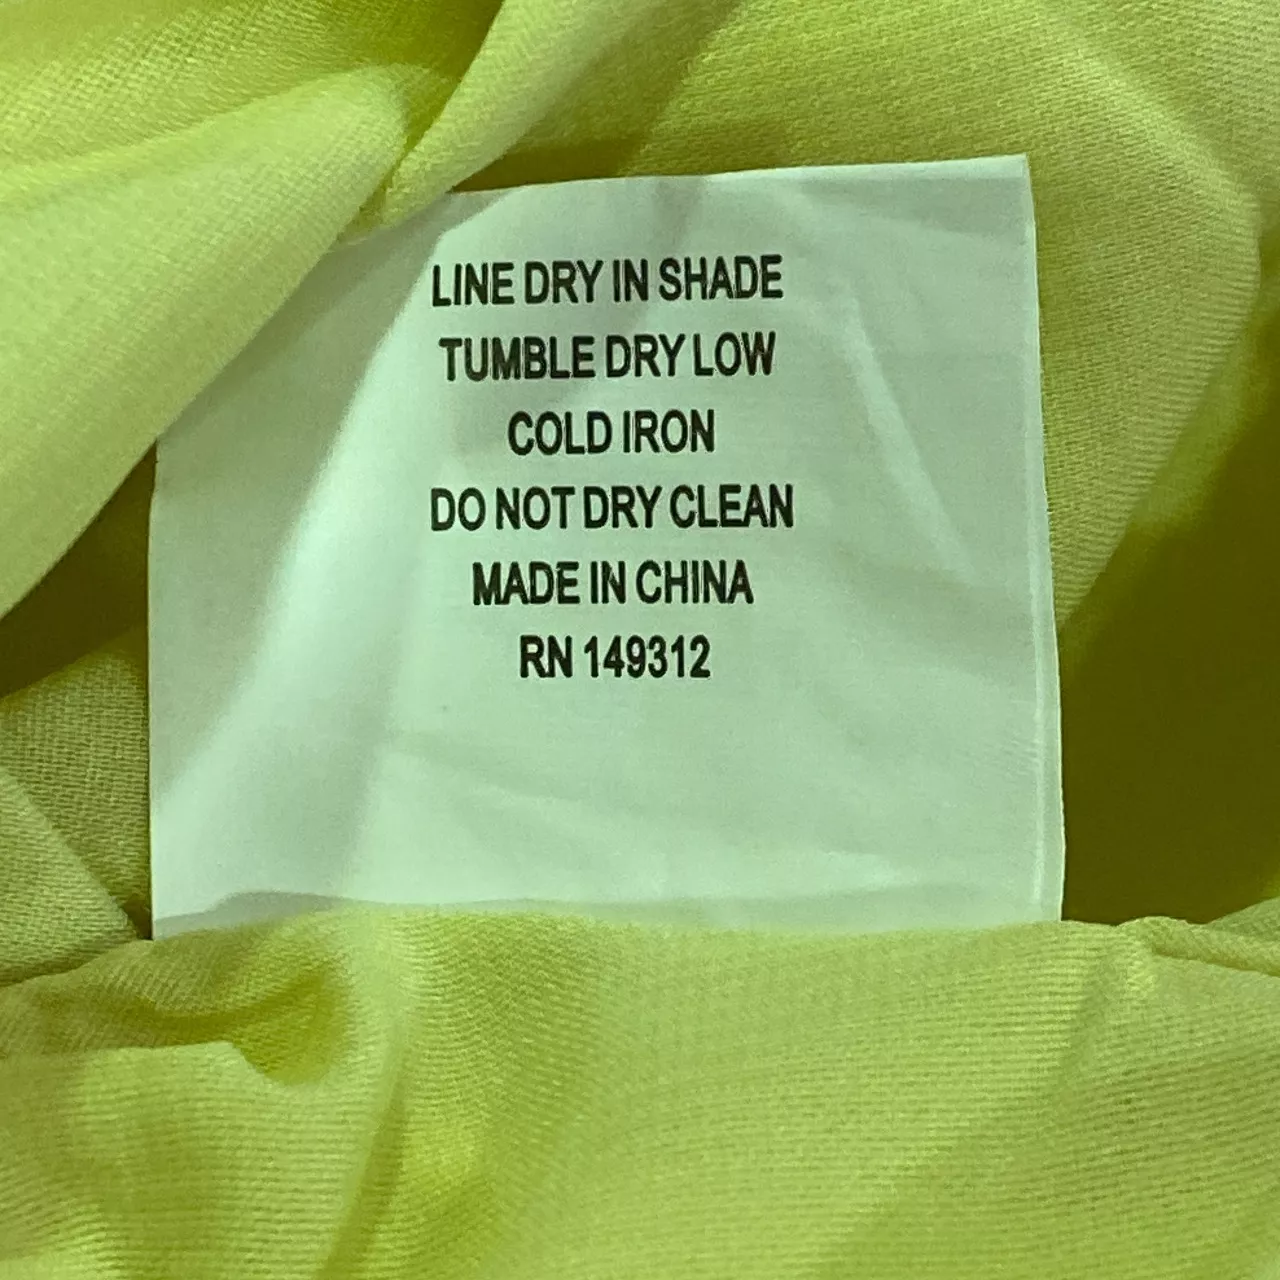 LINE DRY IN SHADE
TUMBLE DRY LOW
COLD IRON
DO NOT DRY CLEAN
MADE IN CHINA
RN 149312